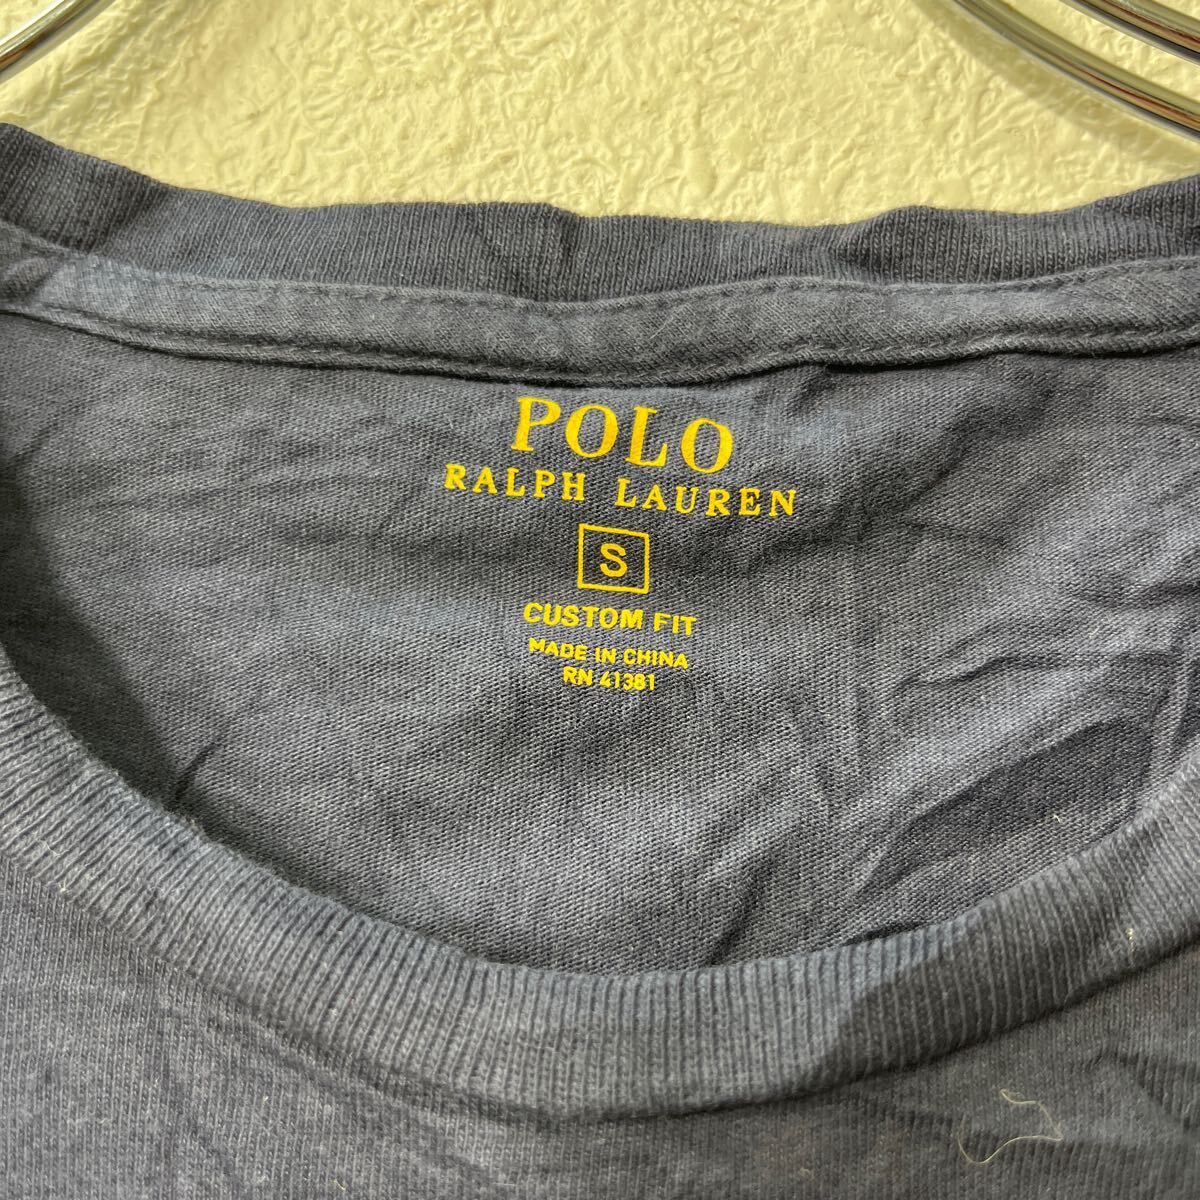 POLO
RALPH LAUREN
S
CUSTOM FIT
MADE IN CHINA
RN 41381